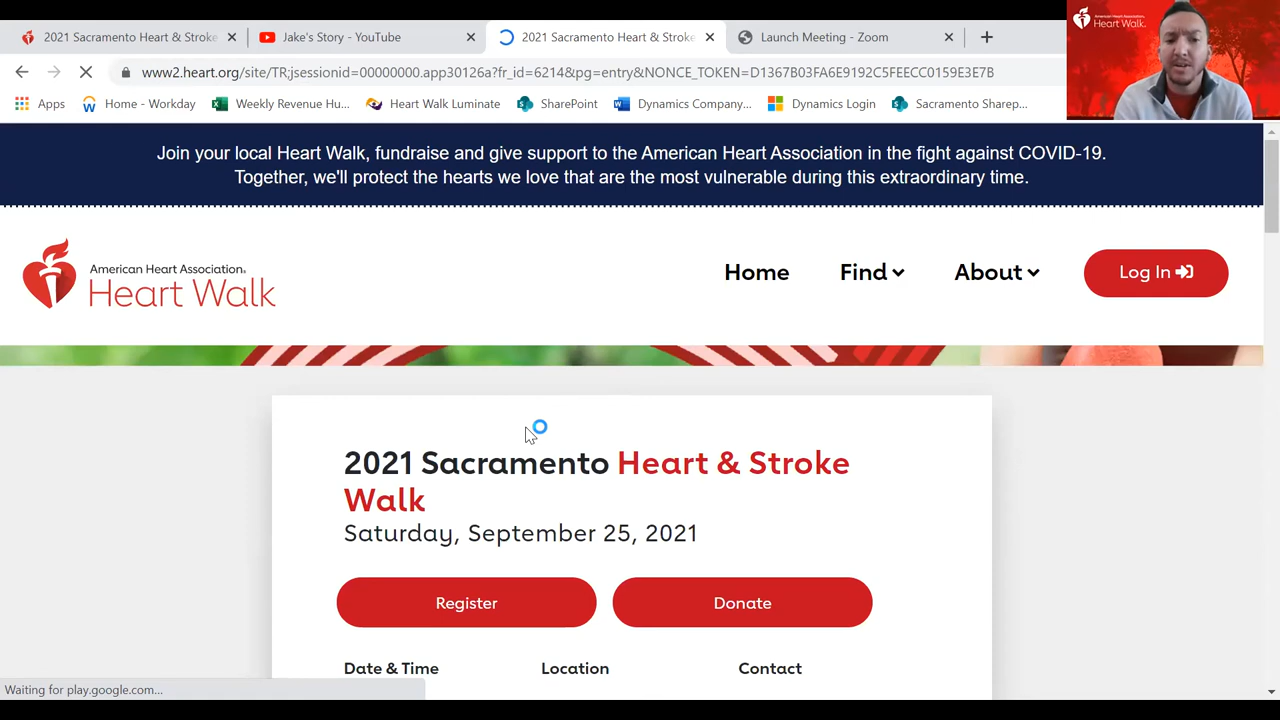 2021 Sacramento Heart & Stroke
Jake's Story - YouTube
2021 Sacramento Heart & Stroke
Launch Meeting - Zoom
www2.heart.org/site/TR;jsessionid=00000000.app30126a?fr_id=6214&pg=entry&NONCE_TOKEN=D1367B03FA6E9192C5FEECC0159E3E7B
Apps
Home - Workday
Weekly Revenue Hu...
Heart Walk Luminate
SharePoint
Dynamics Company,...
Dynamics Login
Sacramento Sharep...
American Heart Association.
Heart Walk.
Join your local Heart Walk, fundraise and give support to the American Heart Association in the fight against COVID-19.
Together, we'll protect the hearts we love that are the most vulnerable during this extraordinary time.
American Heart Association.
Heart Walk
Home
Find
About
Log In
2021 Sacramento Heart & Stroke
Walk
Saturday, September 25, 2021
Register
Donate
Date & Time
Location
Contact
Waiting for play.google.com...